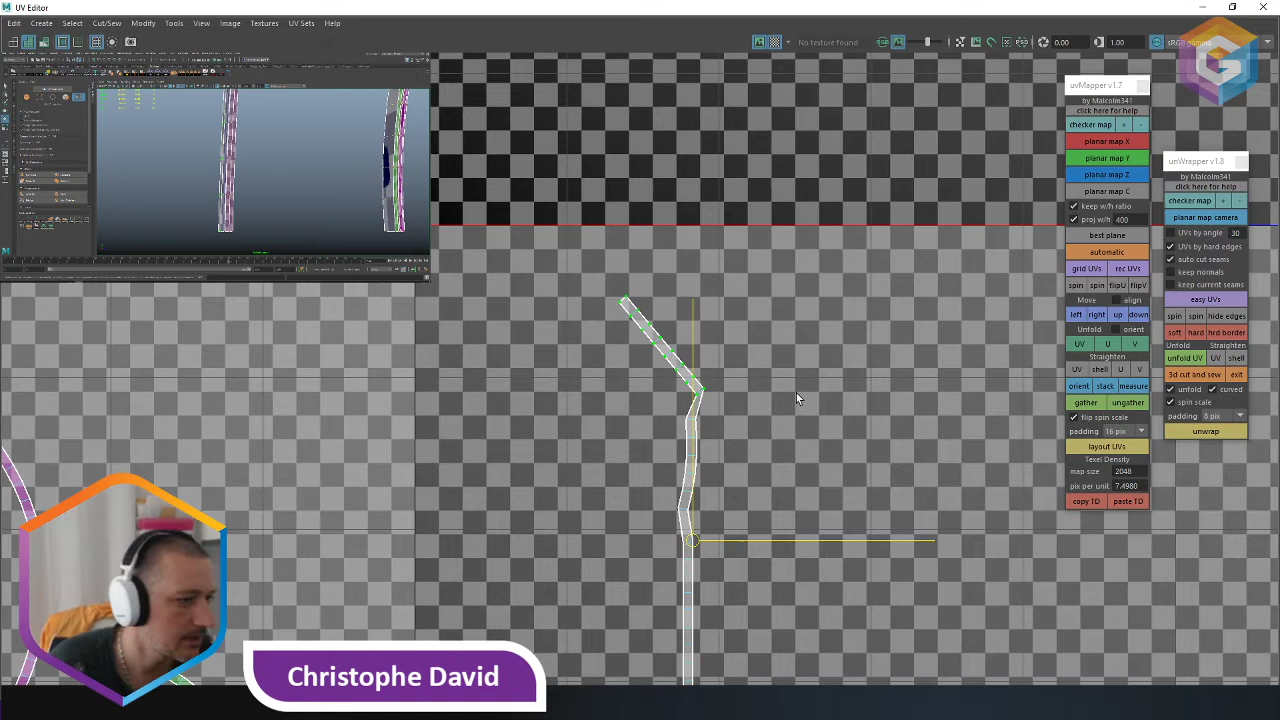 UV Editor
Edit Create Select Cut/Sew Modify Tools View Image Textures UV Sets Help
No texture found 0.00 1.00 sRGB gamma
uvMapper v1.7
by Malcolm341
click here for help
checker map + -
planar map X
planar map Y
planar map Z
planar map C
keep w/h ratio
proj w/h 400
best plane
automatic
grid UVs rec UVs
spin spin flipU flipV
Move align
left right up down
Unfold orient
UV U V
Straighten
UV shell U V
orient stack measure
gather ungather
flip spin scale
padding 16 pix
layout UVs
Texel Density
map size 2048
pix per unit 7.4980
copy TD paste TD
unWrapper v1.8
by Malcolm341
click here for help
checker map + -
planar map camera
UVs by angle 30
UVs by hard edges
auto cut seams
keep normals
keep current seams
easy UVs
spin spin hide edges
soft hard hrd border
Unfold Straighten
unfold UV UV shell
3d cut and sew exit
unfold curved
spin scale
padding 8 pix
unwrap
Christophe David